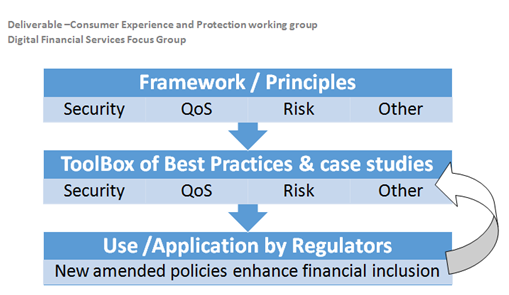 Deliverable –Consumer Experience and Protection working group
Digital Financial Services Focus Group
Framework / Principles
Security QoS Risk Other
ToolBox of Best Practices & case studies
Security QoS Risk Other
Use /Application by Regulators
New amended policies enhance financial inclusion